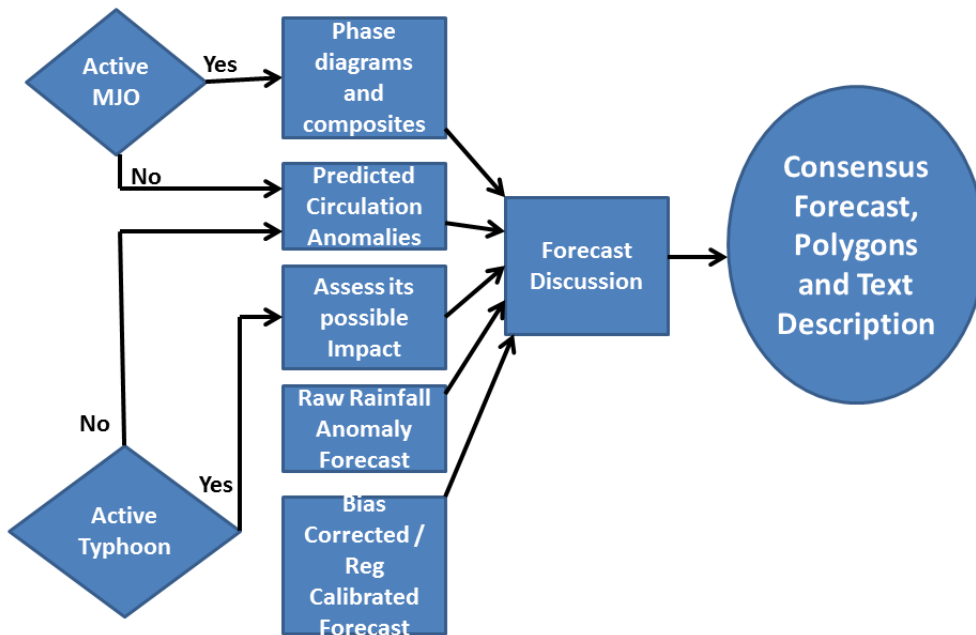 Active
MJO
Yes
No
Phase
diagrams
and
composites
Predicted
Circulation
Anomalies
Assess its
possible
Impact
Raw Rainfall
Anomaly
Forecast
Bias
Corrected /
Reg
Calibrated
Forecast
No
Yes
Active
Typhoon
Forecast
Discussion
Consensus
Forecast,
Polygons
and Text
Description